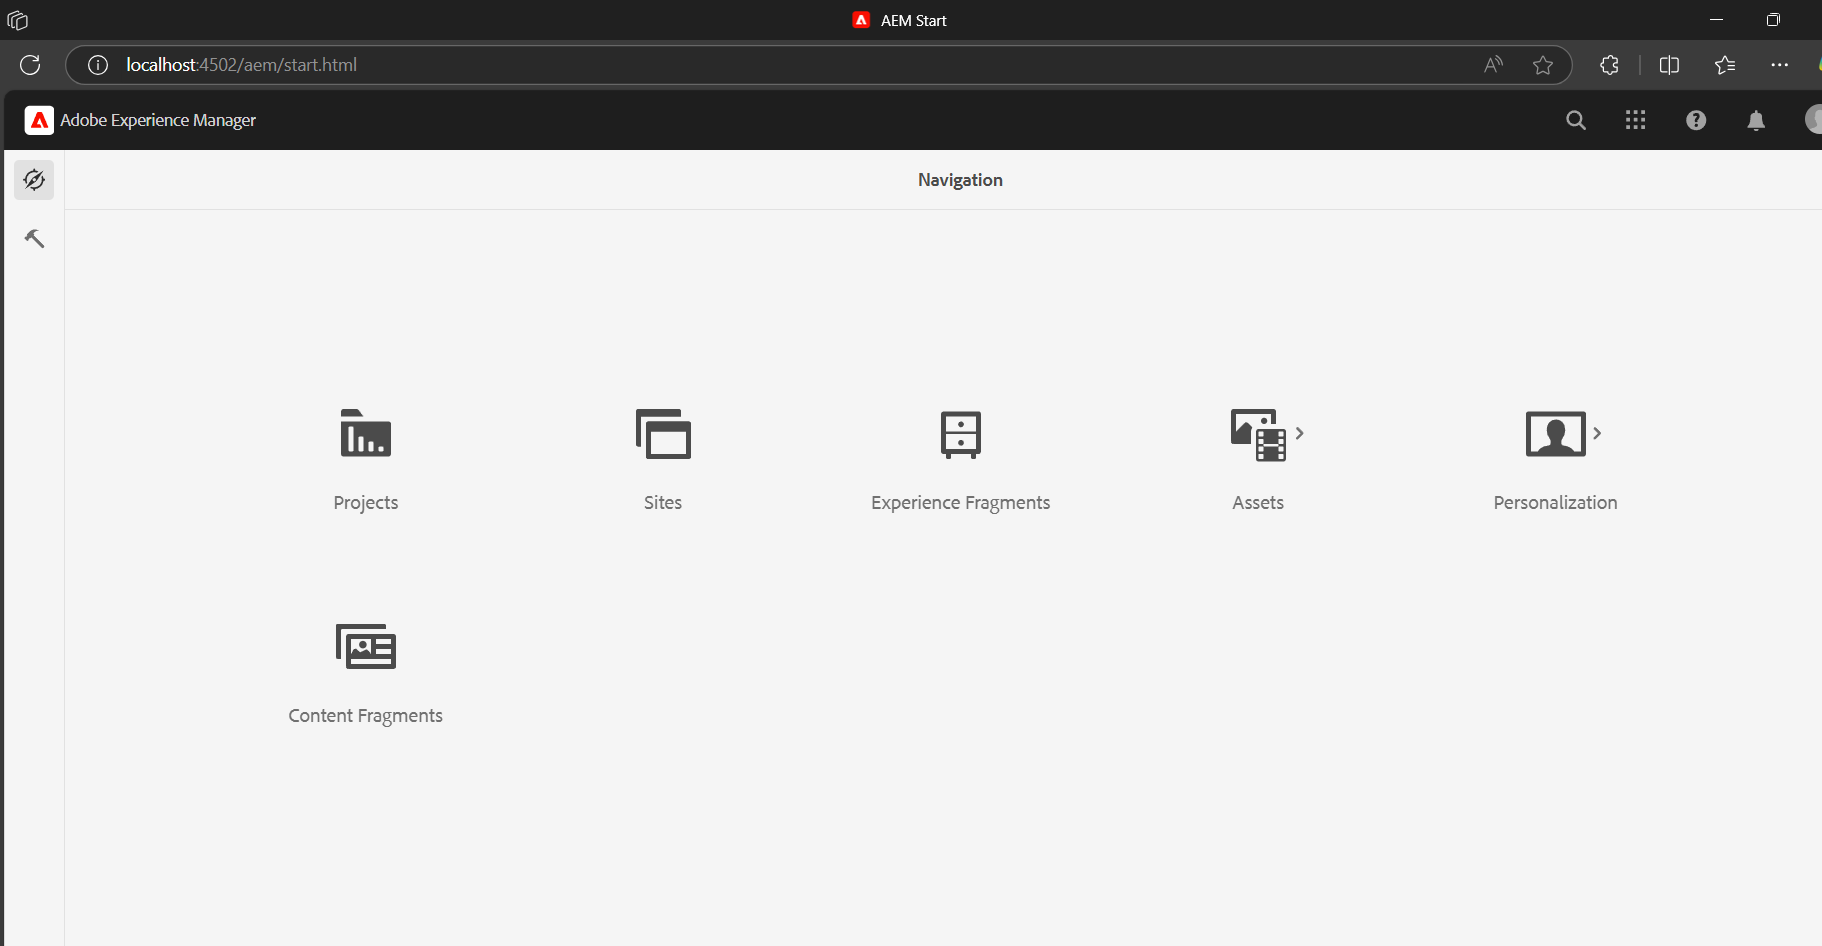 AEM Start
localhost:4502/aem/start.html
Adobe Experience Manager
Navigation
Projects
Sites
Experience Fragments
Assets
Personalization
Content Fragments